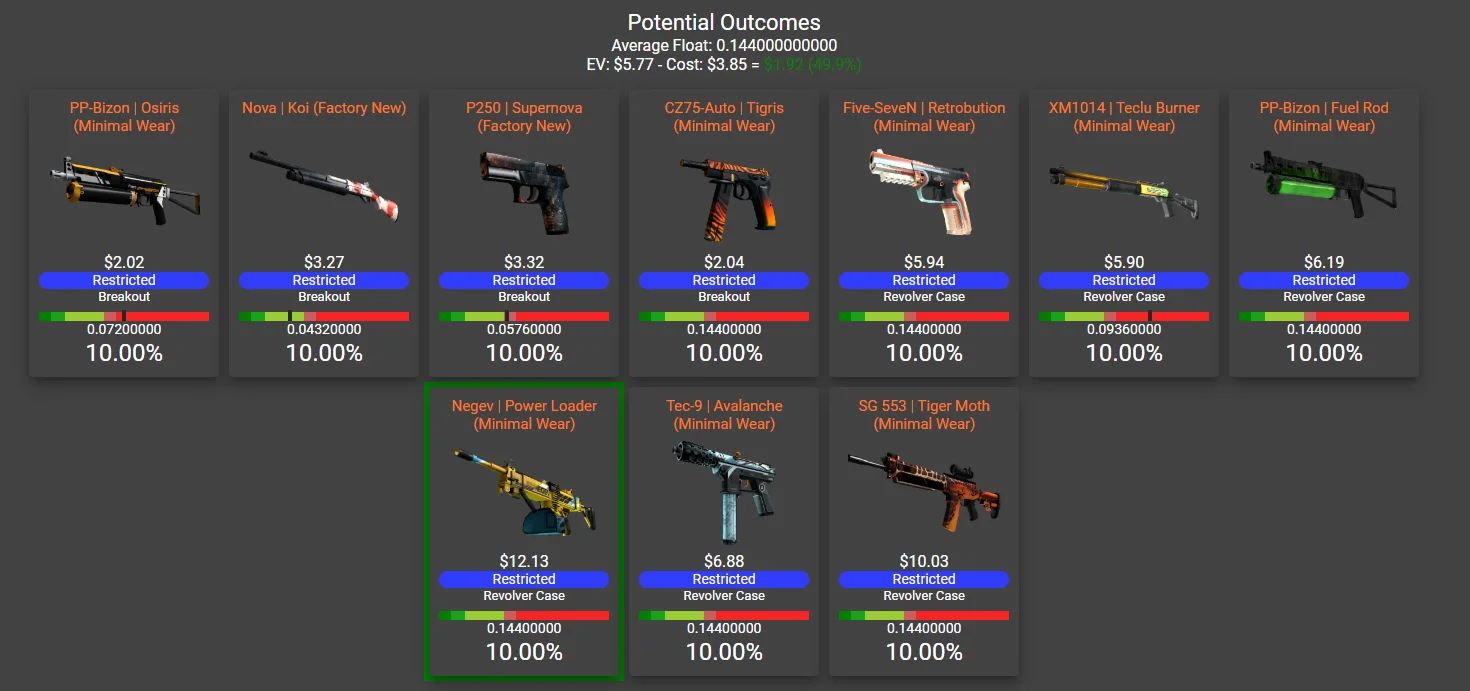 Potential Outcomes
Average Float: 0.144000000000
EV: $5.77 - Cost: $3.85 = $1.92 (49.9%)
PP-Bizon | Osiris
(Minimal Wear)
$2.02
Restricted
Breakout
0.07200000
10.00%
Nova | Koi (Factory New)
$3.27
Restricted
Breakout
0.04320000
10.00%
P250 | Supernova
(Factory New)
$3.32
Restricted
Breakout
0.05760000
10.00%
CZ75-Auto | Tigris
(Minimal Wear)
$2.04
Restricted
Breakout
0.14400000
10.00%
Five-SeveN | Retrobution
(Minimal Wear)
$5.94
Restricted
Revolver Case
0.14400000
10.00%
XM1014 | Teclu Burner
(Minimal Wear)
$5.90
Restricted
Revolver Case
0.09360000
10.00%
PP-Bizon | Fuel Rod
(Minimal Wear)
$6.19
Restricted
Revolver Case
0.14400000
10.00%
Negev | Power Loader
(Minimal Wear)
$12.13
Restricted
Revolver Case
0.14400000
10.00%
Tec-9 | Avalanche
(Minimal Wear)
$6.88
Restricted
Revolver Case
0.14400000
10.00%
SG 553 | Tiger Moth
(Minimal Wear)
$10.03
Restricted
Revolver Case
0.14400000
10.00%